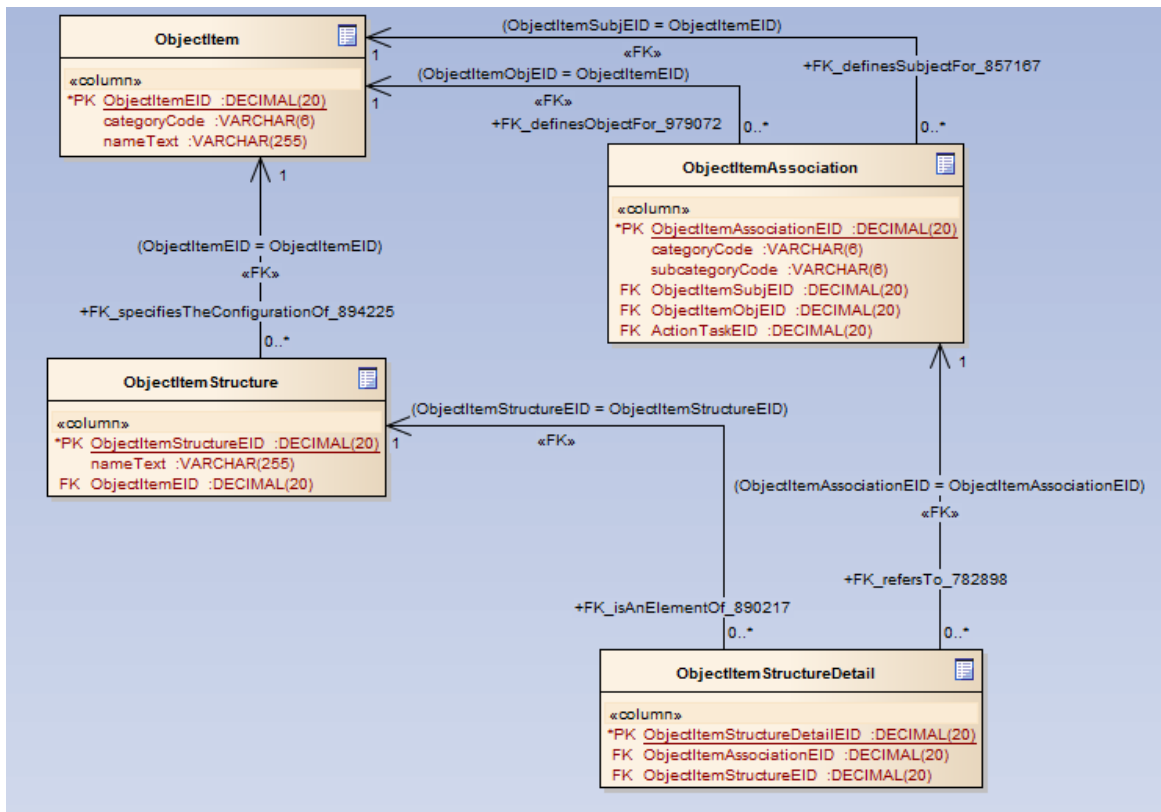 ObjectItem
«column»
*PK ObjectItemEID :DECIMAL(20)
categoryCode :VARCHAR(6)
nameText :VARCHAR(255)
(ObjectItemSubjEID = ObjectItemEID)
1
«FK»
+FK_definesSubjectFor_857167
(ObjectItemObjEID = ObjectItemEID)
1
«FK»
+FK_definesObjectFor_979072
0..*
0..*
ObjectItemAssociation
«column»
*PK ObjectItemAssociationEID :DECIMAL(20)
categoryCode :VARCHAR(6)
subcategoryCode :VARCHAR(6)
FK ObjectItemSubjEID :DECIMAL(20)
FK ObjectItemObjEID :DECIMAL(20)
FK ActionTaskEID :DECIMAL(20)
1
(ObjectItemEID = ObjectItemEID)
«FK»
+FK_specifiesTheConfigurationOf_894225
0..*
ObjectItemStructure
«column»
*PK ObjectItemStructureEID :DECIMAL(20)
nameText :VARCHAR(255)
FK ObjectItemEID :DECIMAL(20)
(ObjectItemStructureEID = ObjectItemStructureEID)
1
«FK»
+FK_isAnElementOf_890217
0..*
1
(ObjectItemAssociationEID = ObjectItemAssociationEID)
«FK»
+FK_refersTo_782898
0..*
ObjectItemStructureDetail
«column»
*PK ObjectItemStructureDetailEID :DECIMAL(20)
FK ObjectItemAssociationEID :DECIMAL(20)
FK ObjectItemStructureEID :DECIMAL(20)